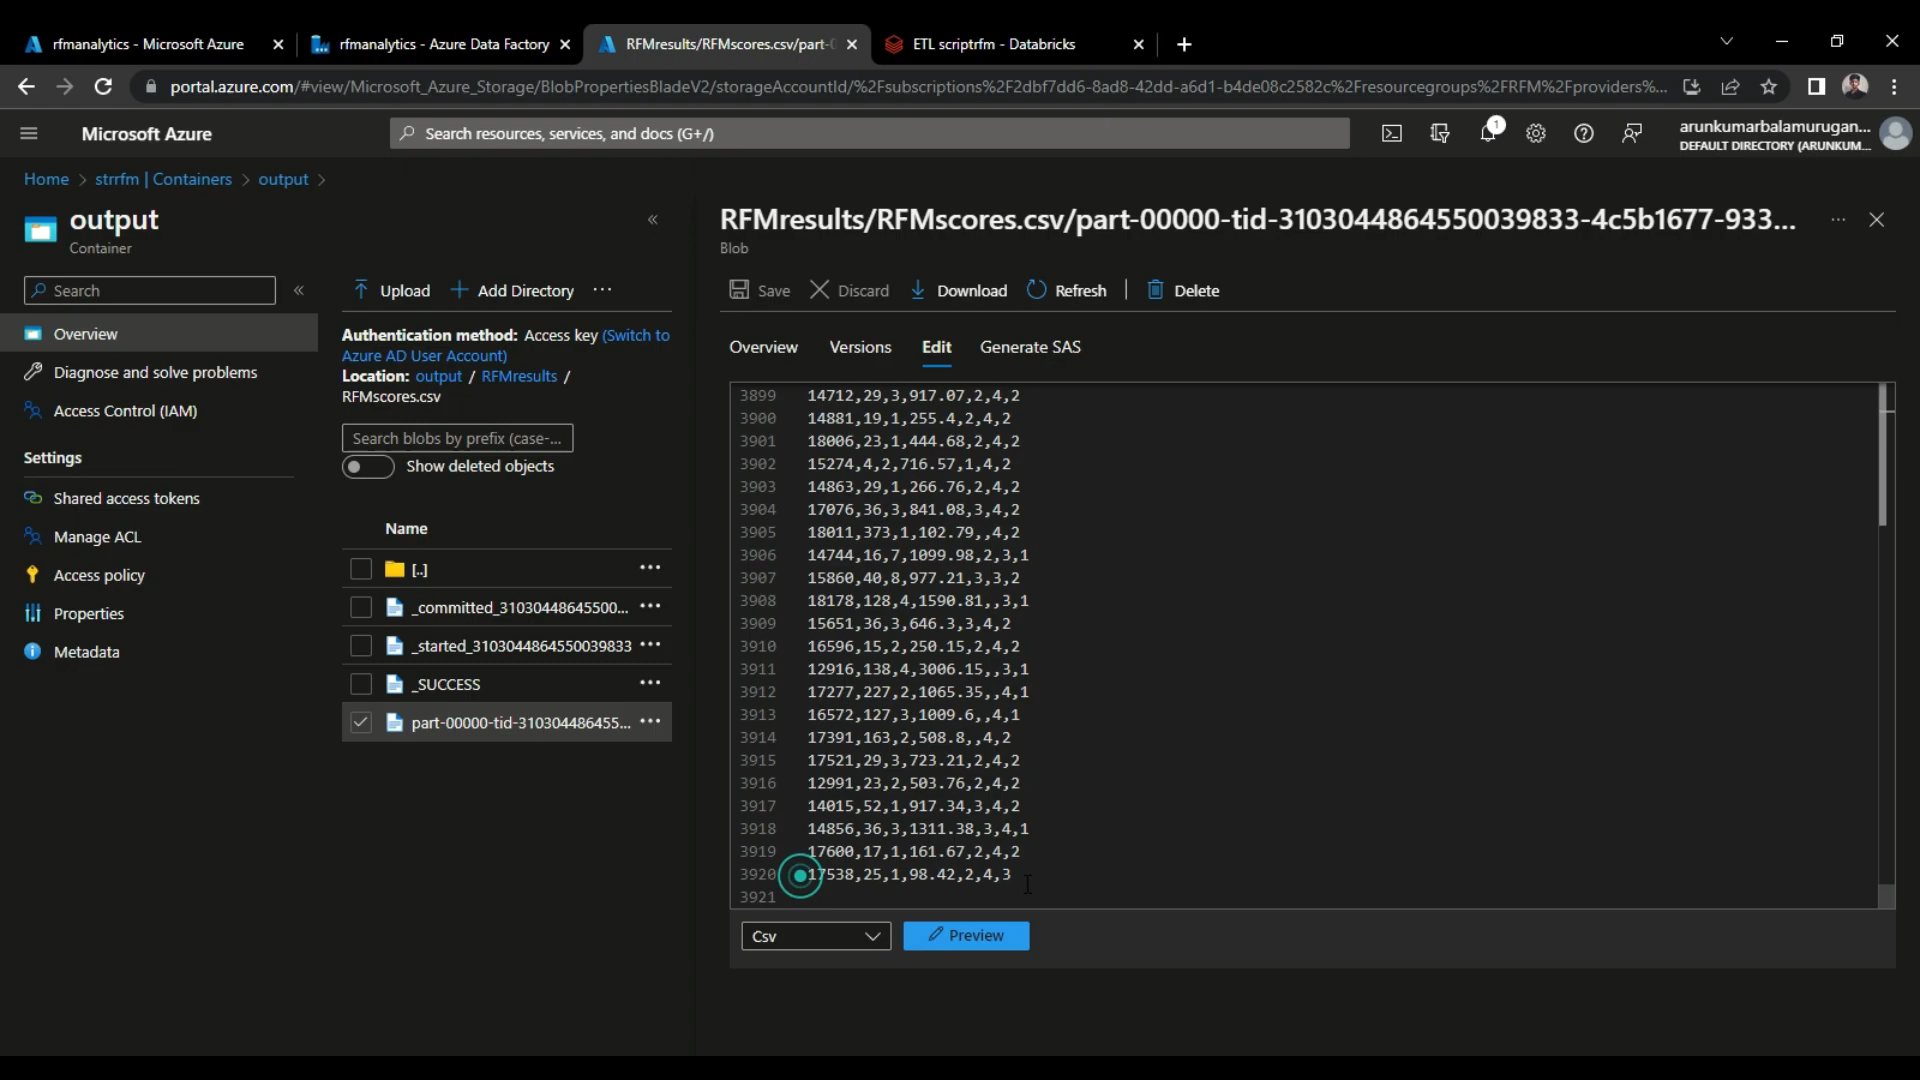 rfmanalytics - Microsoft Azure
rfmanalytics - Azure Data Factory
RFMresults/RFMscores.csv/part-
ETL scriptrfm - Databricks
portal.azure.com/#view/Microsoft_Azure_Storage/BlobPropertiesBladeV2/storageAccountId/%2Fsubscriptions%2F2dbf7dd6-8ad8-42dd-a6d1-b4de08c2582c%2Fresourcegroups%2FRFM%2Fproviders%...
Microsoft Azure
Search resources, services, and docs (G+/)
1
arunkumarbalamurugan...
DEFAULT DIRECTORY (ARUNKUM...
Home > strrfm | Containers > output >
output
Container
Search
Overview
Diagnose and solve problems
Access Control (IAM)
Settings
Shared access tokens
Manage ACL
Access policy
Properties
Metadata
Upload
Add Directory
...
Authentication method: Access key (Switch to
Azure AD User Account)
Location: output / RFMresults /
RFMscores.csv
Search blobs by prefix (case-...
Show deleted objects
Name
[..]
_committed_31030448645500...
_started_3103044864550039833
_SUCCESS
part-00000-tid-310304486455...
RFMresults/RFMscores.csv/part-00000-tid-3103044864550039833-4c5b1677-933...
Blob
Save
Discard
Download
Refresh
Delete
Overview
Versions
Edit
Generate SAS
3899 14712,29,3,917.07,2,4,2
3900 14881,19,1,255.4,2,4,2
3901 18006,23,1,444.68,2,4,2
3902 15274,4,2,716.57,1,4,2
3903 14863,29,1,266.76,2,4,2
3904 17076,36,3,841.08,3,4,2
3905 18011,373,1,102.79,,4,2
3906 14744,16,7,1099.98,2,3,1
3907 15860,40,8,977.21,3,3,2
3908 18178,128,4,1590.81,,3,1
3909 15651,36,3,646.3,3,4,2
3910 16596,15,2,250.15,2,4,2
3911 12916,138,4,3006.15,,3,1
3912 17277,227,2,1065.35,,4,1
3913 16572,127,3,1009.6,,4,1
3914 17391,163,2,508.8,,4,2
3915 17521,29,3,723.21,2,4,2
3916 12991,23,2,503.76,2,4,2
3917 14015,52,1,917.34,3,4,2
3918 14856,36,3,1311.38,3,4,1
3919 17600,17,1,161.67,2,4,2
3920 17538,25,1,98.42,2,4,3
3921
Csv
Preview